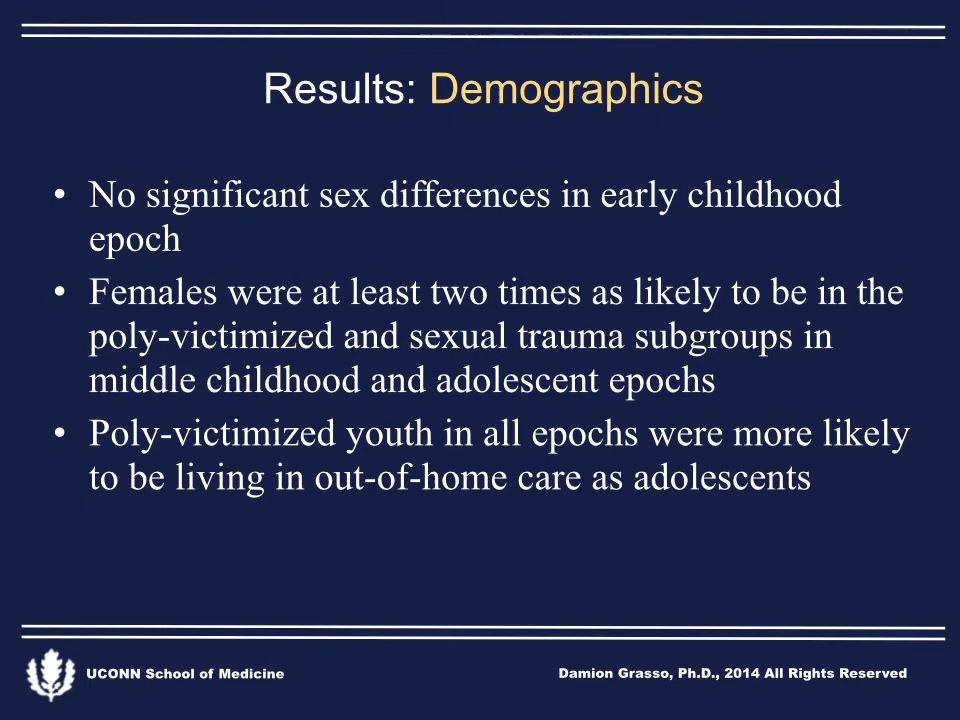 Results: Demographics
• No significant sex differences in early childhood
epoch
• Females were at least two times as likely to be in the
poly-victimized and sexual trauma subgroups in
middle childhood and adolescent epochs
• Poly-victimized youth in all epochs were more likely
to be living in out-of-home care as adolescents
UCONN School of Medicine
Damion Grasso, Ph.D., 2014 All Rights Reserved